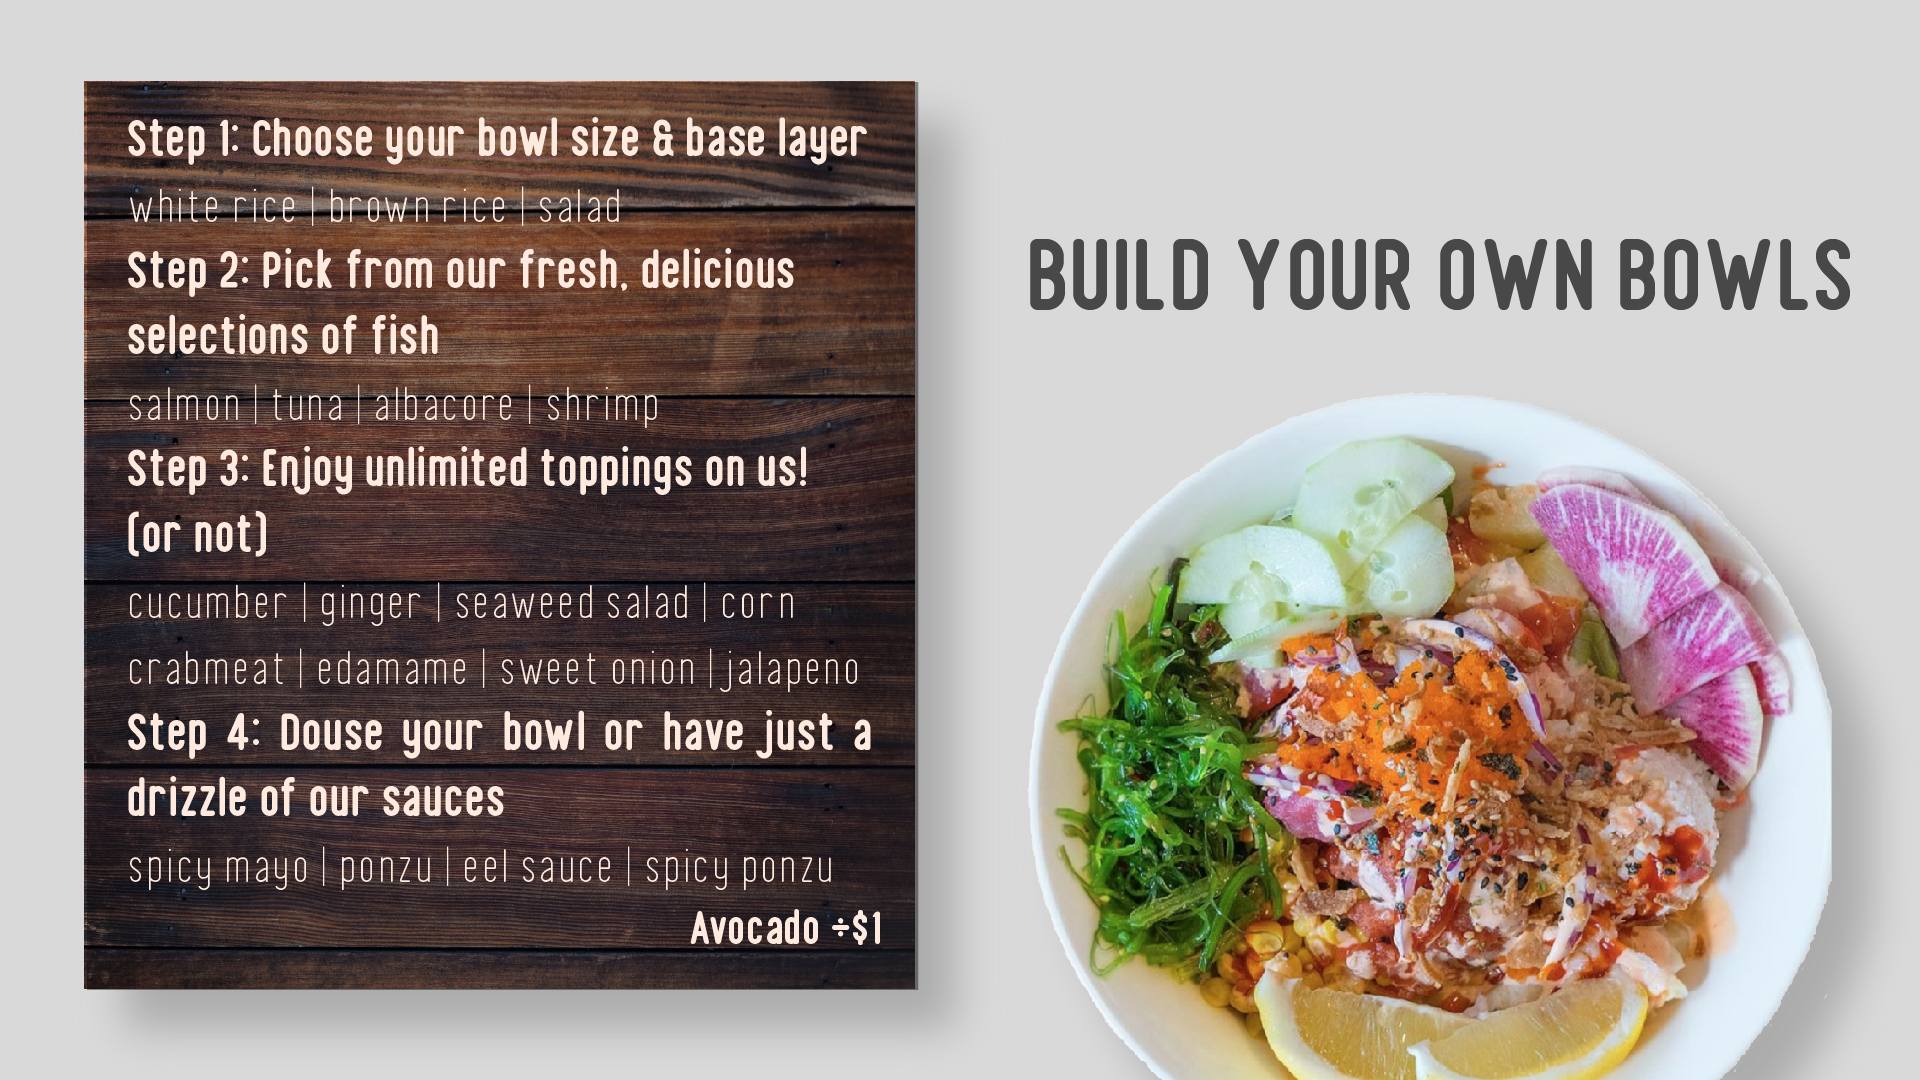 Step 1: Choose your bowl size & base layer
white rice | brown rice | salad
Step 2: Pick from our fresh, delicious
selections of fish
salmon | tuna | albacore | shrimp
Step 3: Enjoy unlimited toppings on us!
(or not)
cucumber | ginger | seaweed salad | corn
crabmeat | edamame | sweet onion | jalapeno
Step 4: Douse your bowl or have just a
drizzle of our sauces
spicy mayo | ponzu | eel sauce | spicy ponzu
Avocado ÷$1
BUILD YOUR OWN BOWLS